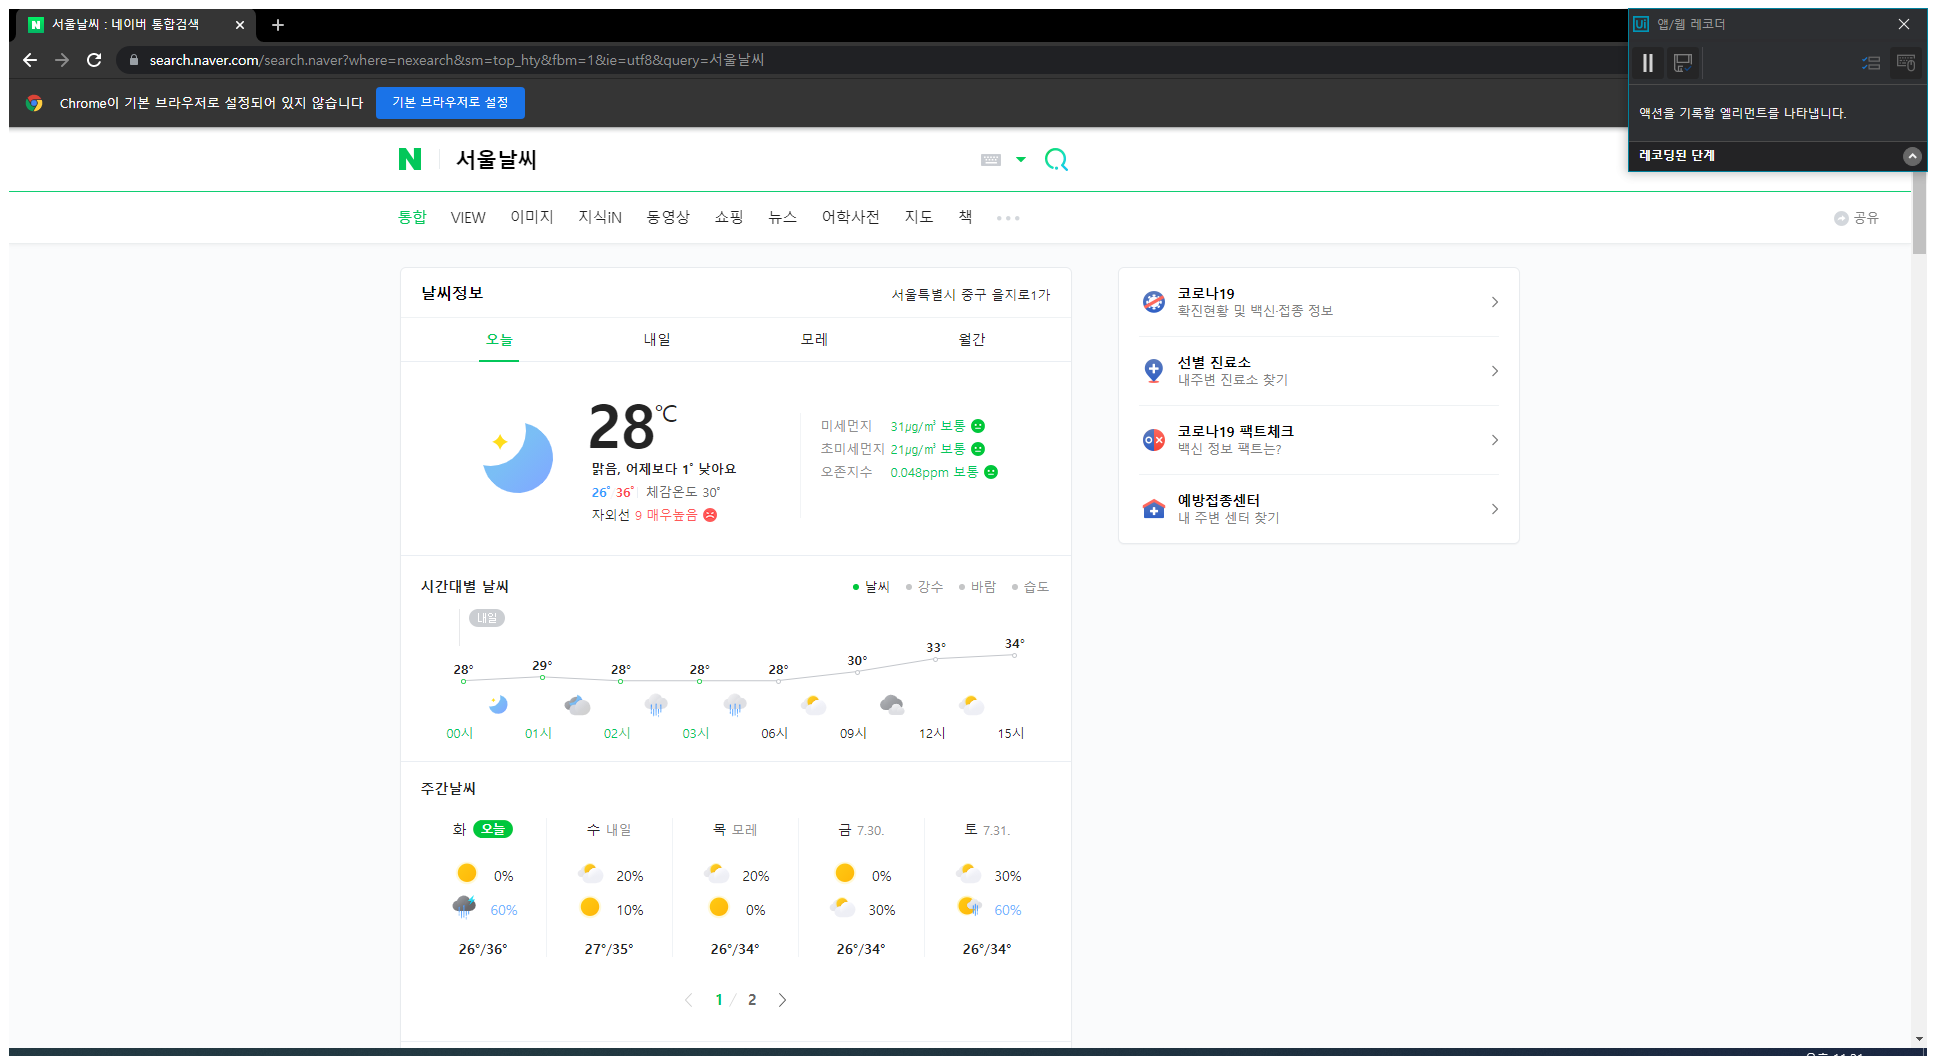 서울날씨 : 네이버 통합검색
Ui 앱/웹 레코더
search.naver.com/search.naver?where=nexearch&sm=top_hty&fbm=1&ie=utf8&query=서울날씨
Chrome이 기본 브라우저로 설정되어 있지 않습니다 기본 브라우저로 설정
액션을 기록할 엘리먼트를 나타냅니다.
레코딩된 단계
N 서울날씨
통합 VIEW 이미지 지식iN 동영상 쇼핑 뉴스 어학사전 지도 책 공유
날씨정보 서울특별시 중구 을지로1가
오늘 내일 모레 월간
28℃
맑음, 어제보다 1˚ 낮아요
26˚ 36˚ 체감온도 30˚
자외선 9 매우높음
미세먼지 31㎍/㎥ 보통
초미세먼지 21㎍/㎥ 보통
오존지수 0.048ppm 보통
시간대별 날씨 날씨 강수 바람 습도
내일
28° 29° 28° 28° 28° 30° 33° 34°
00시 01시 02시 03시 06시 09시 12시 15시
주간날씨
화 오늘 수 내일 목 모레 금 7.30. 토 7.31.
0% 20% 20% 0% 30%
60% 10% 0% 30% 60%
26°/36° 27°/35° 26°/34° 26°/34° 26°/34°
1 / 2
코로나19
확진현황 및 백신·접종 정보
선별 진료소
내주변 진료소 찾기
코로나19 팩트체크
백신 정보 팩트는?
예방접종센터
내 주변 센터 찾기